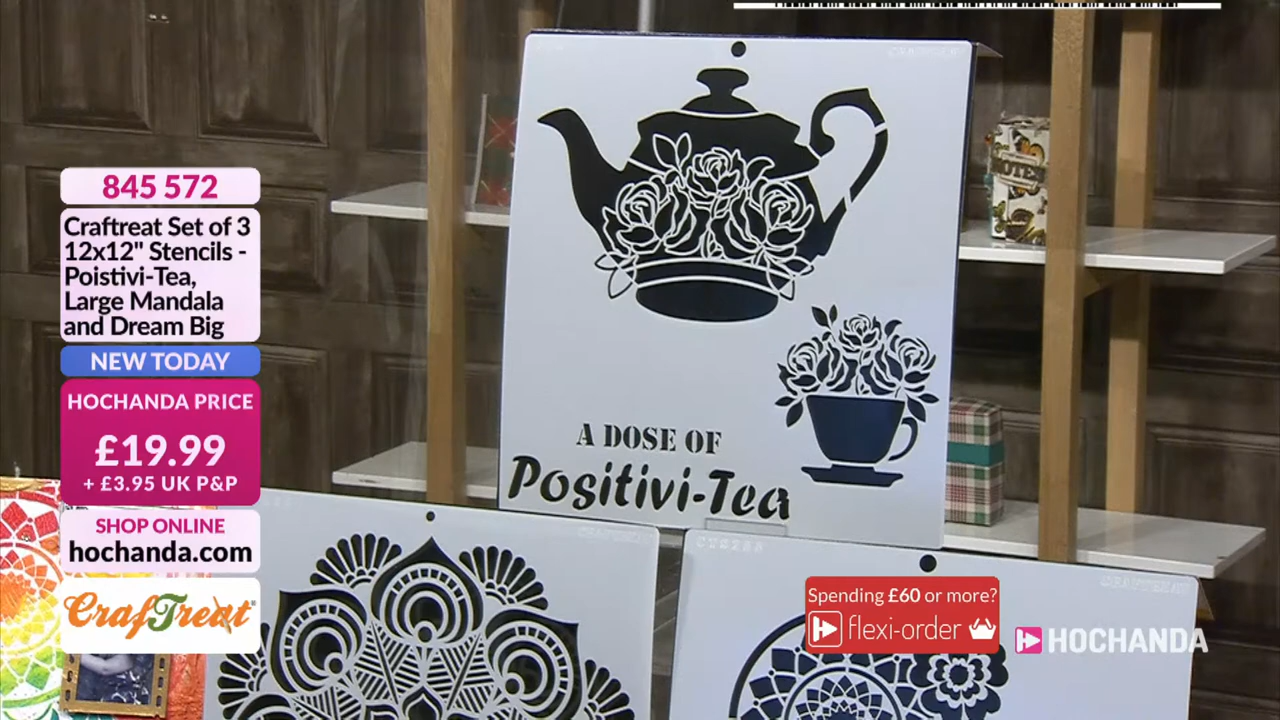 845 572
Craftreat Set of 3
12x12" Stencils -
Poistivi-Tea,
Large Mandala
and Dream Big
NEW TODAY
HOCHANDA PRICE
£19.99
+ £3.95 UK P&P
SHOP ONLINE
hochanda.com
CrafTreat
A DOSE OF
Positivi-Tea
NOTES
Spending £60 or more?
flexi-order
HOCHANDA